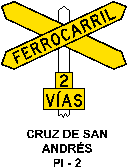 FERROCARRIL
2
VÍAS
CRUZ DE SAN
ANDRÉS
PI - 2